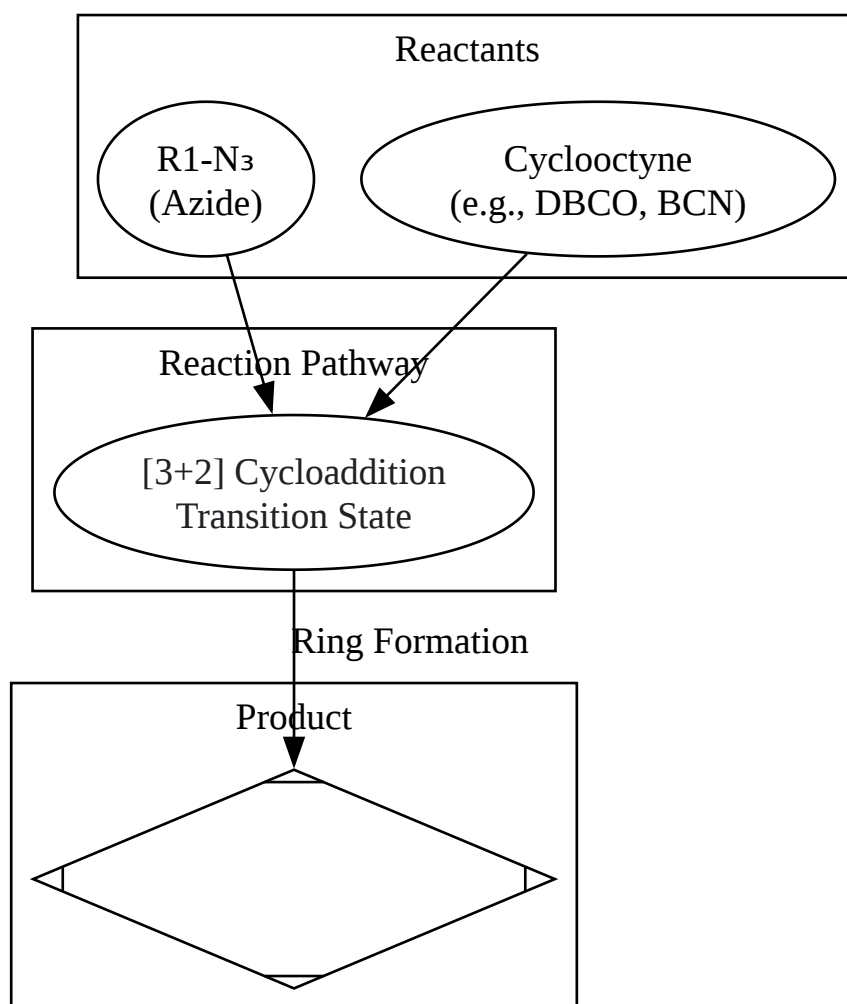 Reactants
R1-N₃
(Azide)
Cyclooctyne
(e.g., DBCO, BCN)
Reaction Pathway
[3+2] Cycloaddition
Transition State
Ring Formation
Product